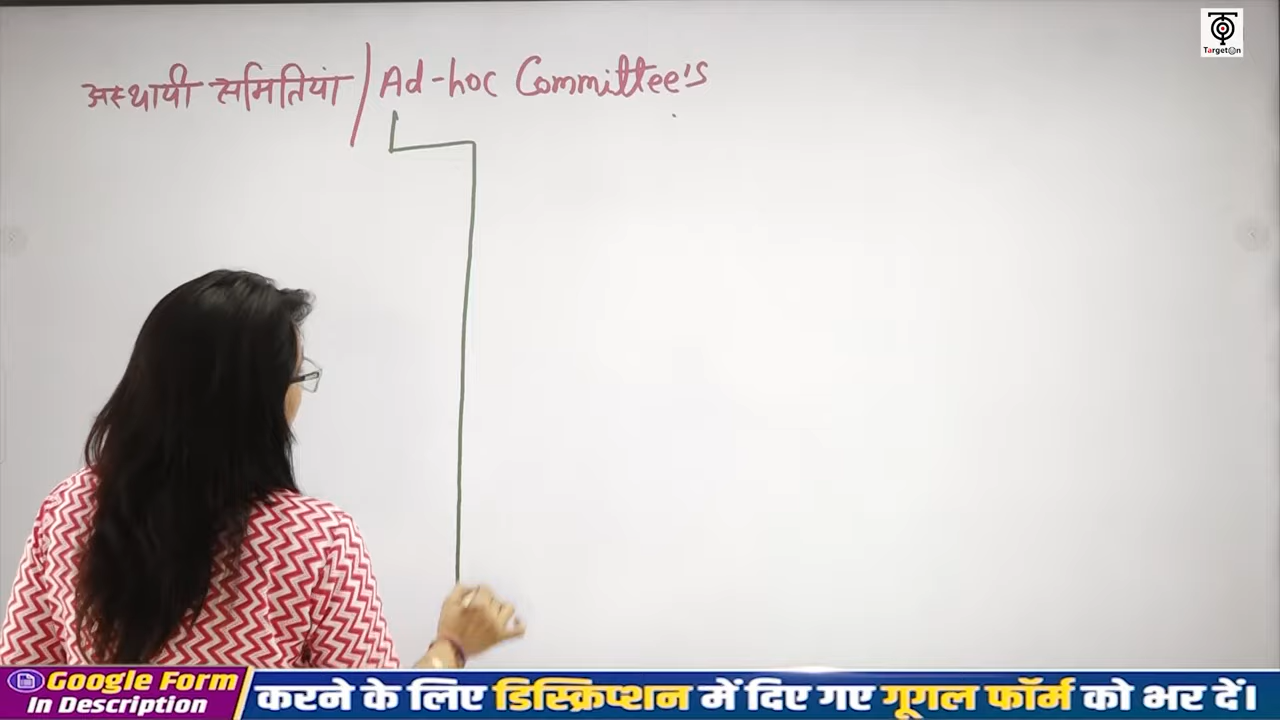 TargetOn
अस्थायी समितियां / Ad-hoc Committee's
Google Form
In Description
करने के लिए डिस्क्रिप्शन में दिए गए गूगल फॉर्म को भर दें।